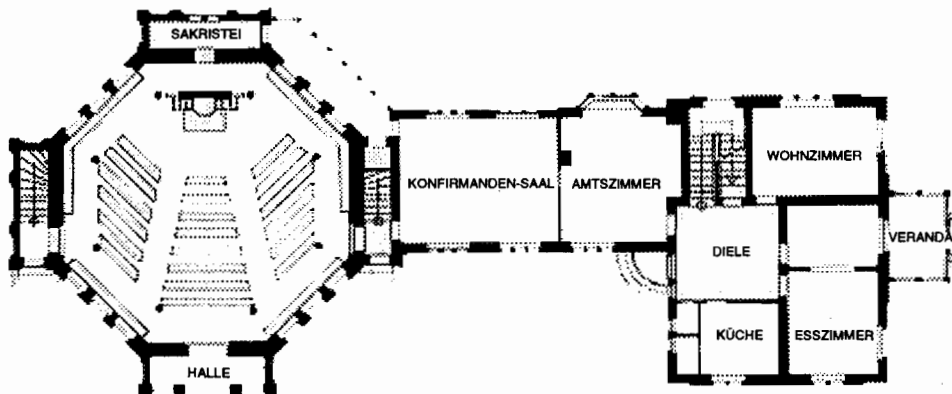 SAKRISTEI
KONFIRMANDEN-SAAL
AMTSZIMMER
WOHNZIMMER
VERANDA
DIELE
KÜCHE
ESSZIMMER
HALLE